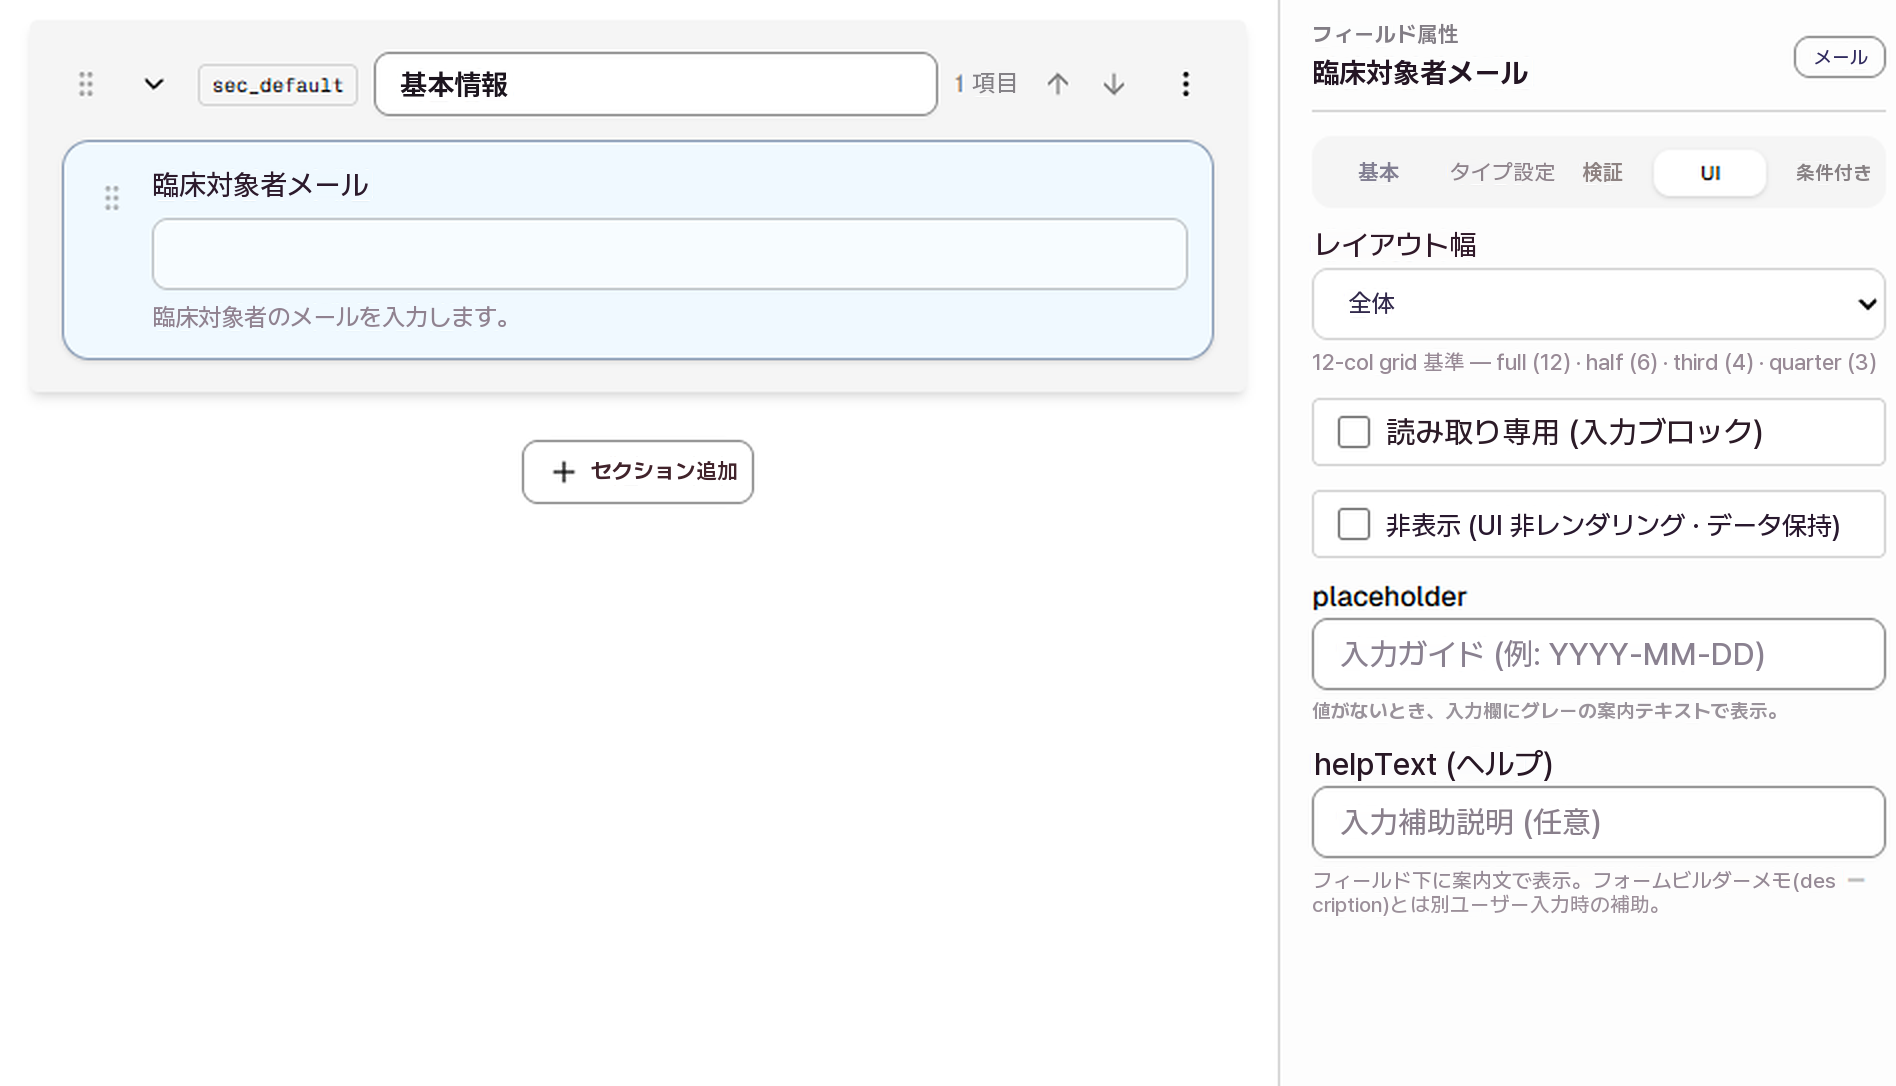 sec_default
基本情報
1 項目
臨床対象者メール
臨床対象者のメールを入力します。
セクション追加
フィールド属性
臨床対象者メール
メール
基本 タイプ設定 検証 UI 条件付き
レイアウト幅
全体
12-col grid 基準 — full (12) · half (6) · third (4) · quarter (3)
読み取り専用 (入力ブロック)
非表示 (UI 非レンダリング · データ保持)
placeholder
入力ガイド (例: YYYY-MM-DD)
値がないとき、入力欄にグレーの案内テキストで表示。
helpText (ヘルプ)
入力補助説明 (任意)
フィールド下に案内文で表示。フォームビルダーメモ(des —
cription)とは別ユーザー入力時の補助。